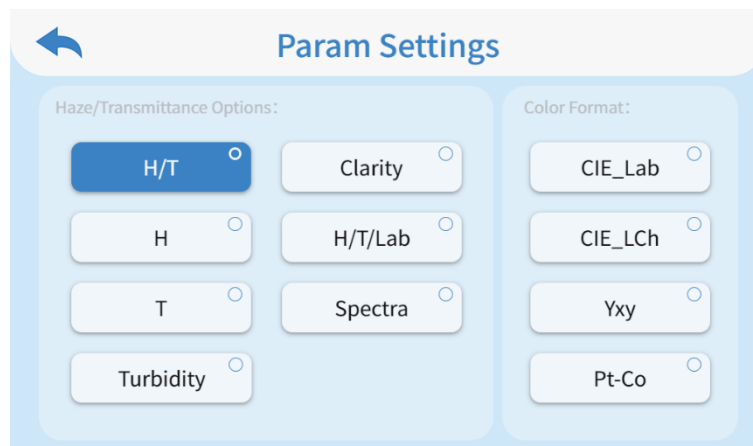 Param Settings
Haze/Transmittance Options:
H/T
Clarity
H
H/T/Lab
T
Spectra
Turbidity
Color Format:
CIE_Lab
CIE_LCh
Yxy
Pt-Co